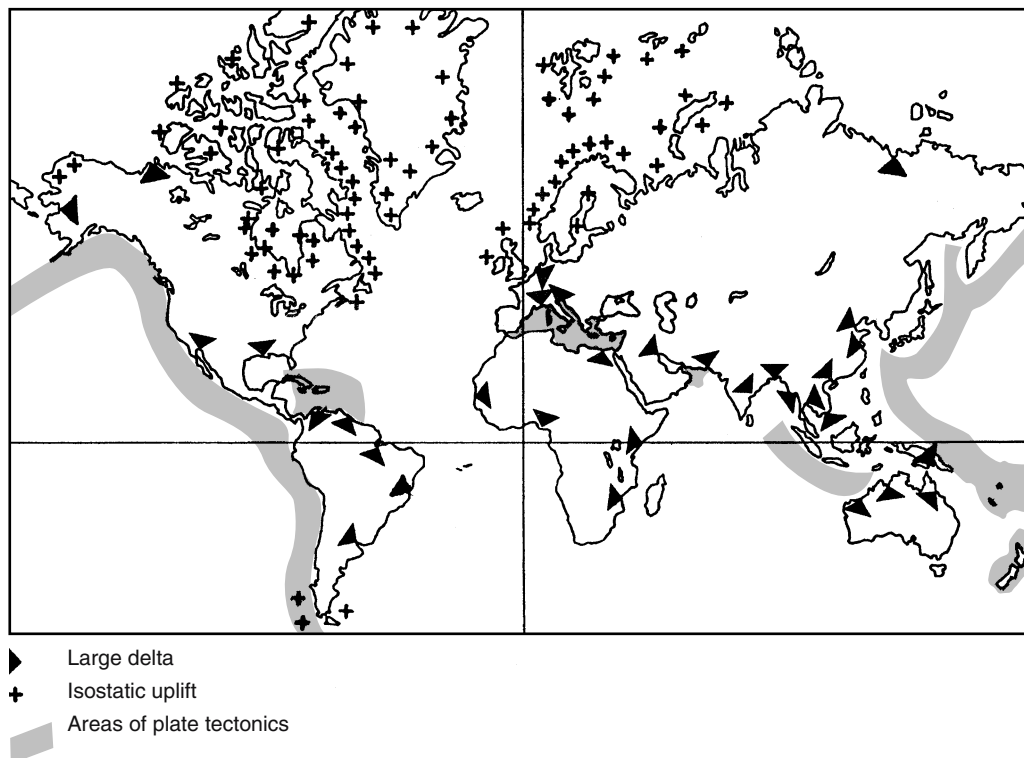 Large delta
Isostatic uplift
Areas of plate tectonics